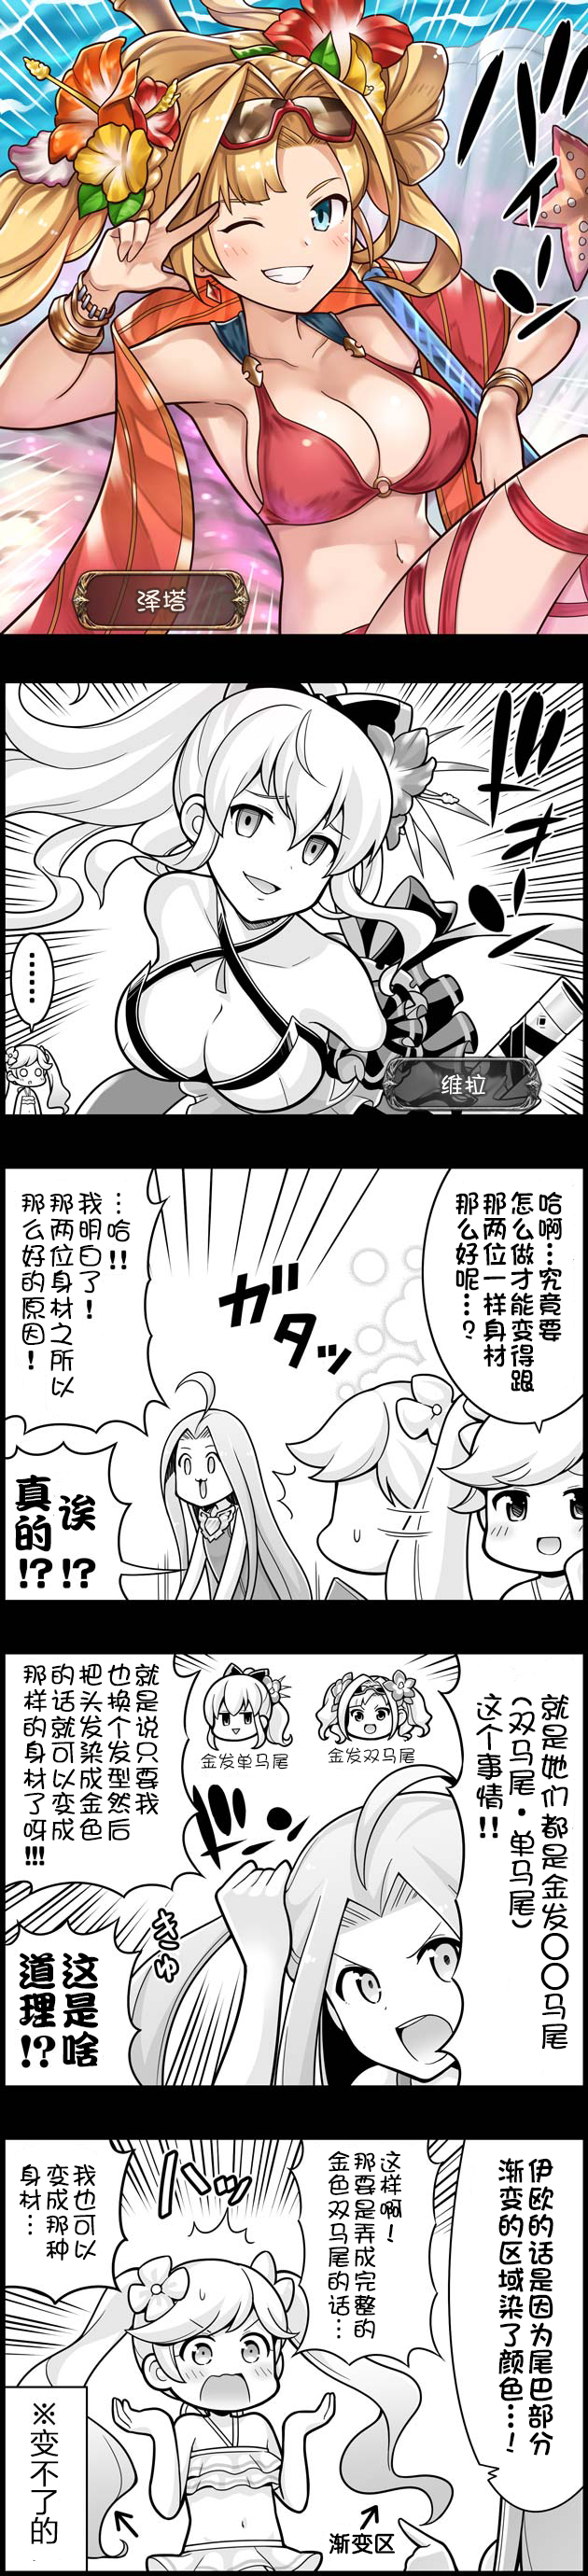 バン
ドキン
泽塔
ドドン
……
维拉
哈啊…究竟要
怎么做才能变得跟
那两位一样身材
那么好呢…?
ガタッ
…哈!!
我明白了!
那两位身材之所以
那么好的原因!
诶!?
真的!?
就是她们都是金发〇〇马尾
(双马尾・单马尾)
这个事情!!
金发双马尾
金发单马尾
就是说只要我
也换个发型然后
把头发染成金色
的话就可以变成
那样的身材了呀!!!
ドン
きゅ
这是啥
道理!?
伊欧的话是因为尾巴部分
渐变的区域染了颜色…!
这样啊!
那要是弄成完整的
金色双马尾的话…
ハッ
我也可以
变成那种
身材…
※变不了的
渐变区